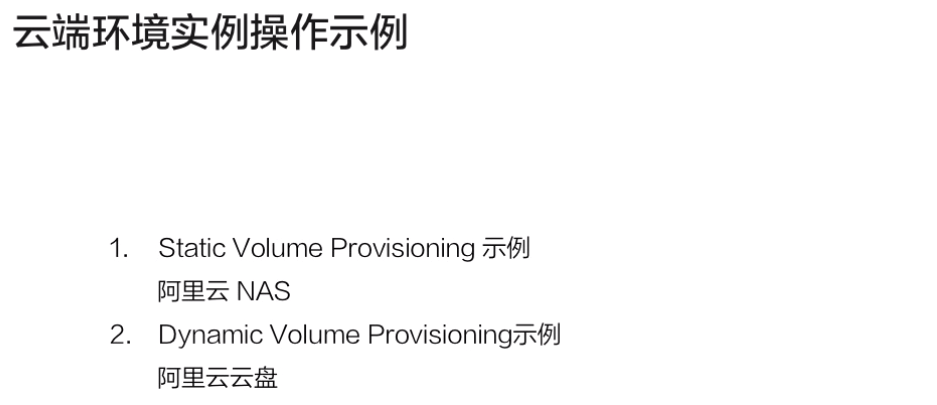 云端环境实例操作示例
1. Static Volume Provisioning 示例
阿里云 NAS
2. Dynamic Volume Provisioning示例
阿里云云盘